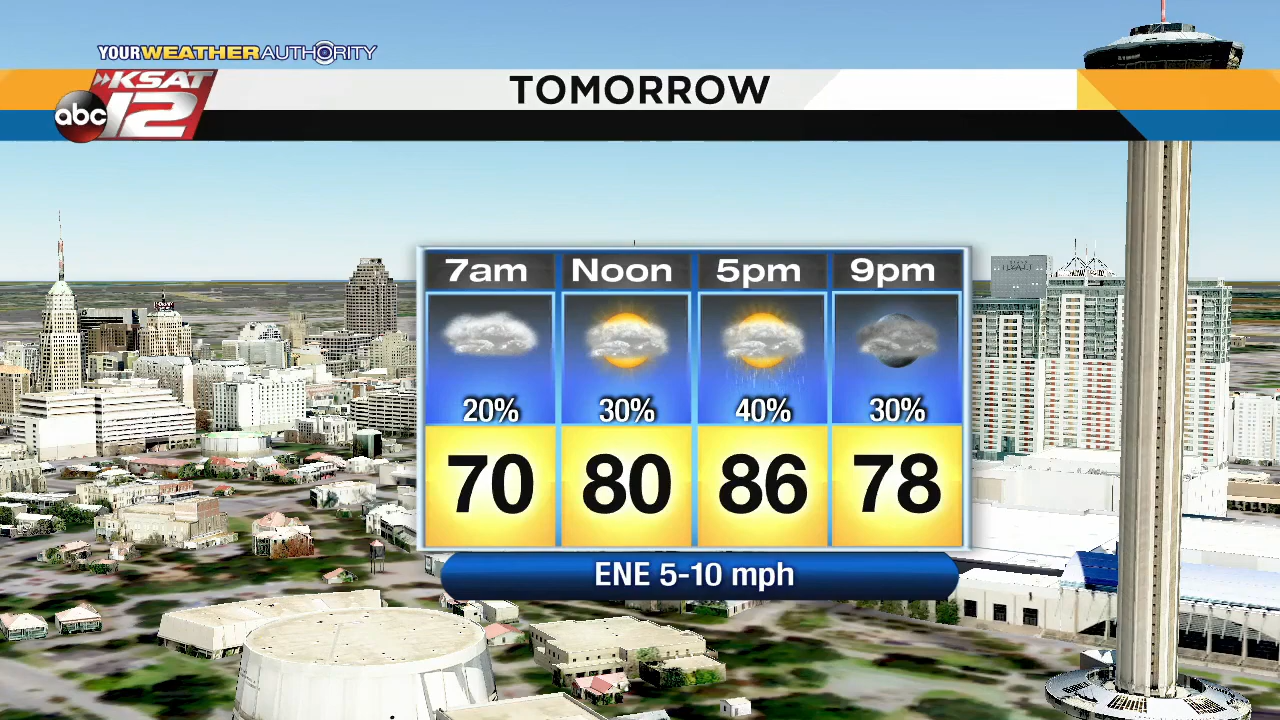 YOURWEATHERAUTHORITY
KSAT
abc 12
TOMORROW
7am Noon 5pm 9pm
20% 30% 40% 30%
70 80 86 78
ENE 5-10 mph
HYATT